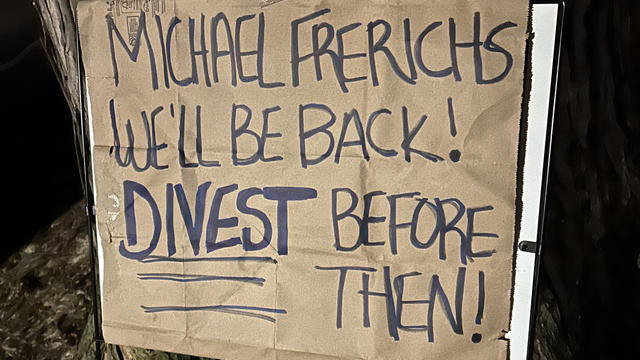 MICHAEL FRERICHS
WE'LL BE BACK!
DIVEST BEFORE
THEN!